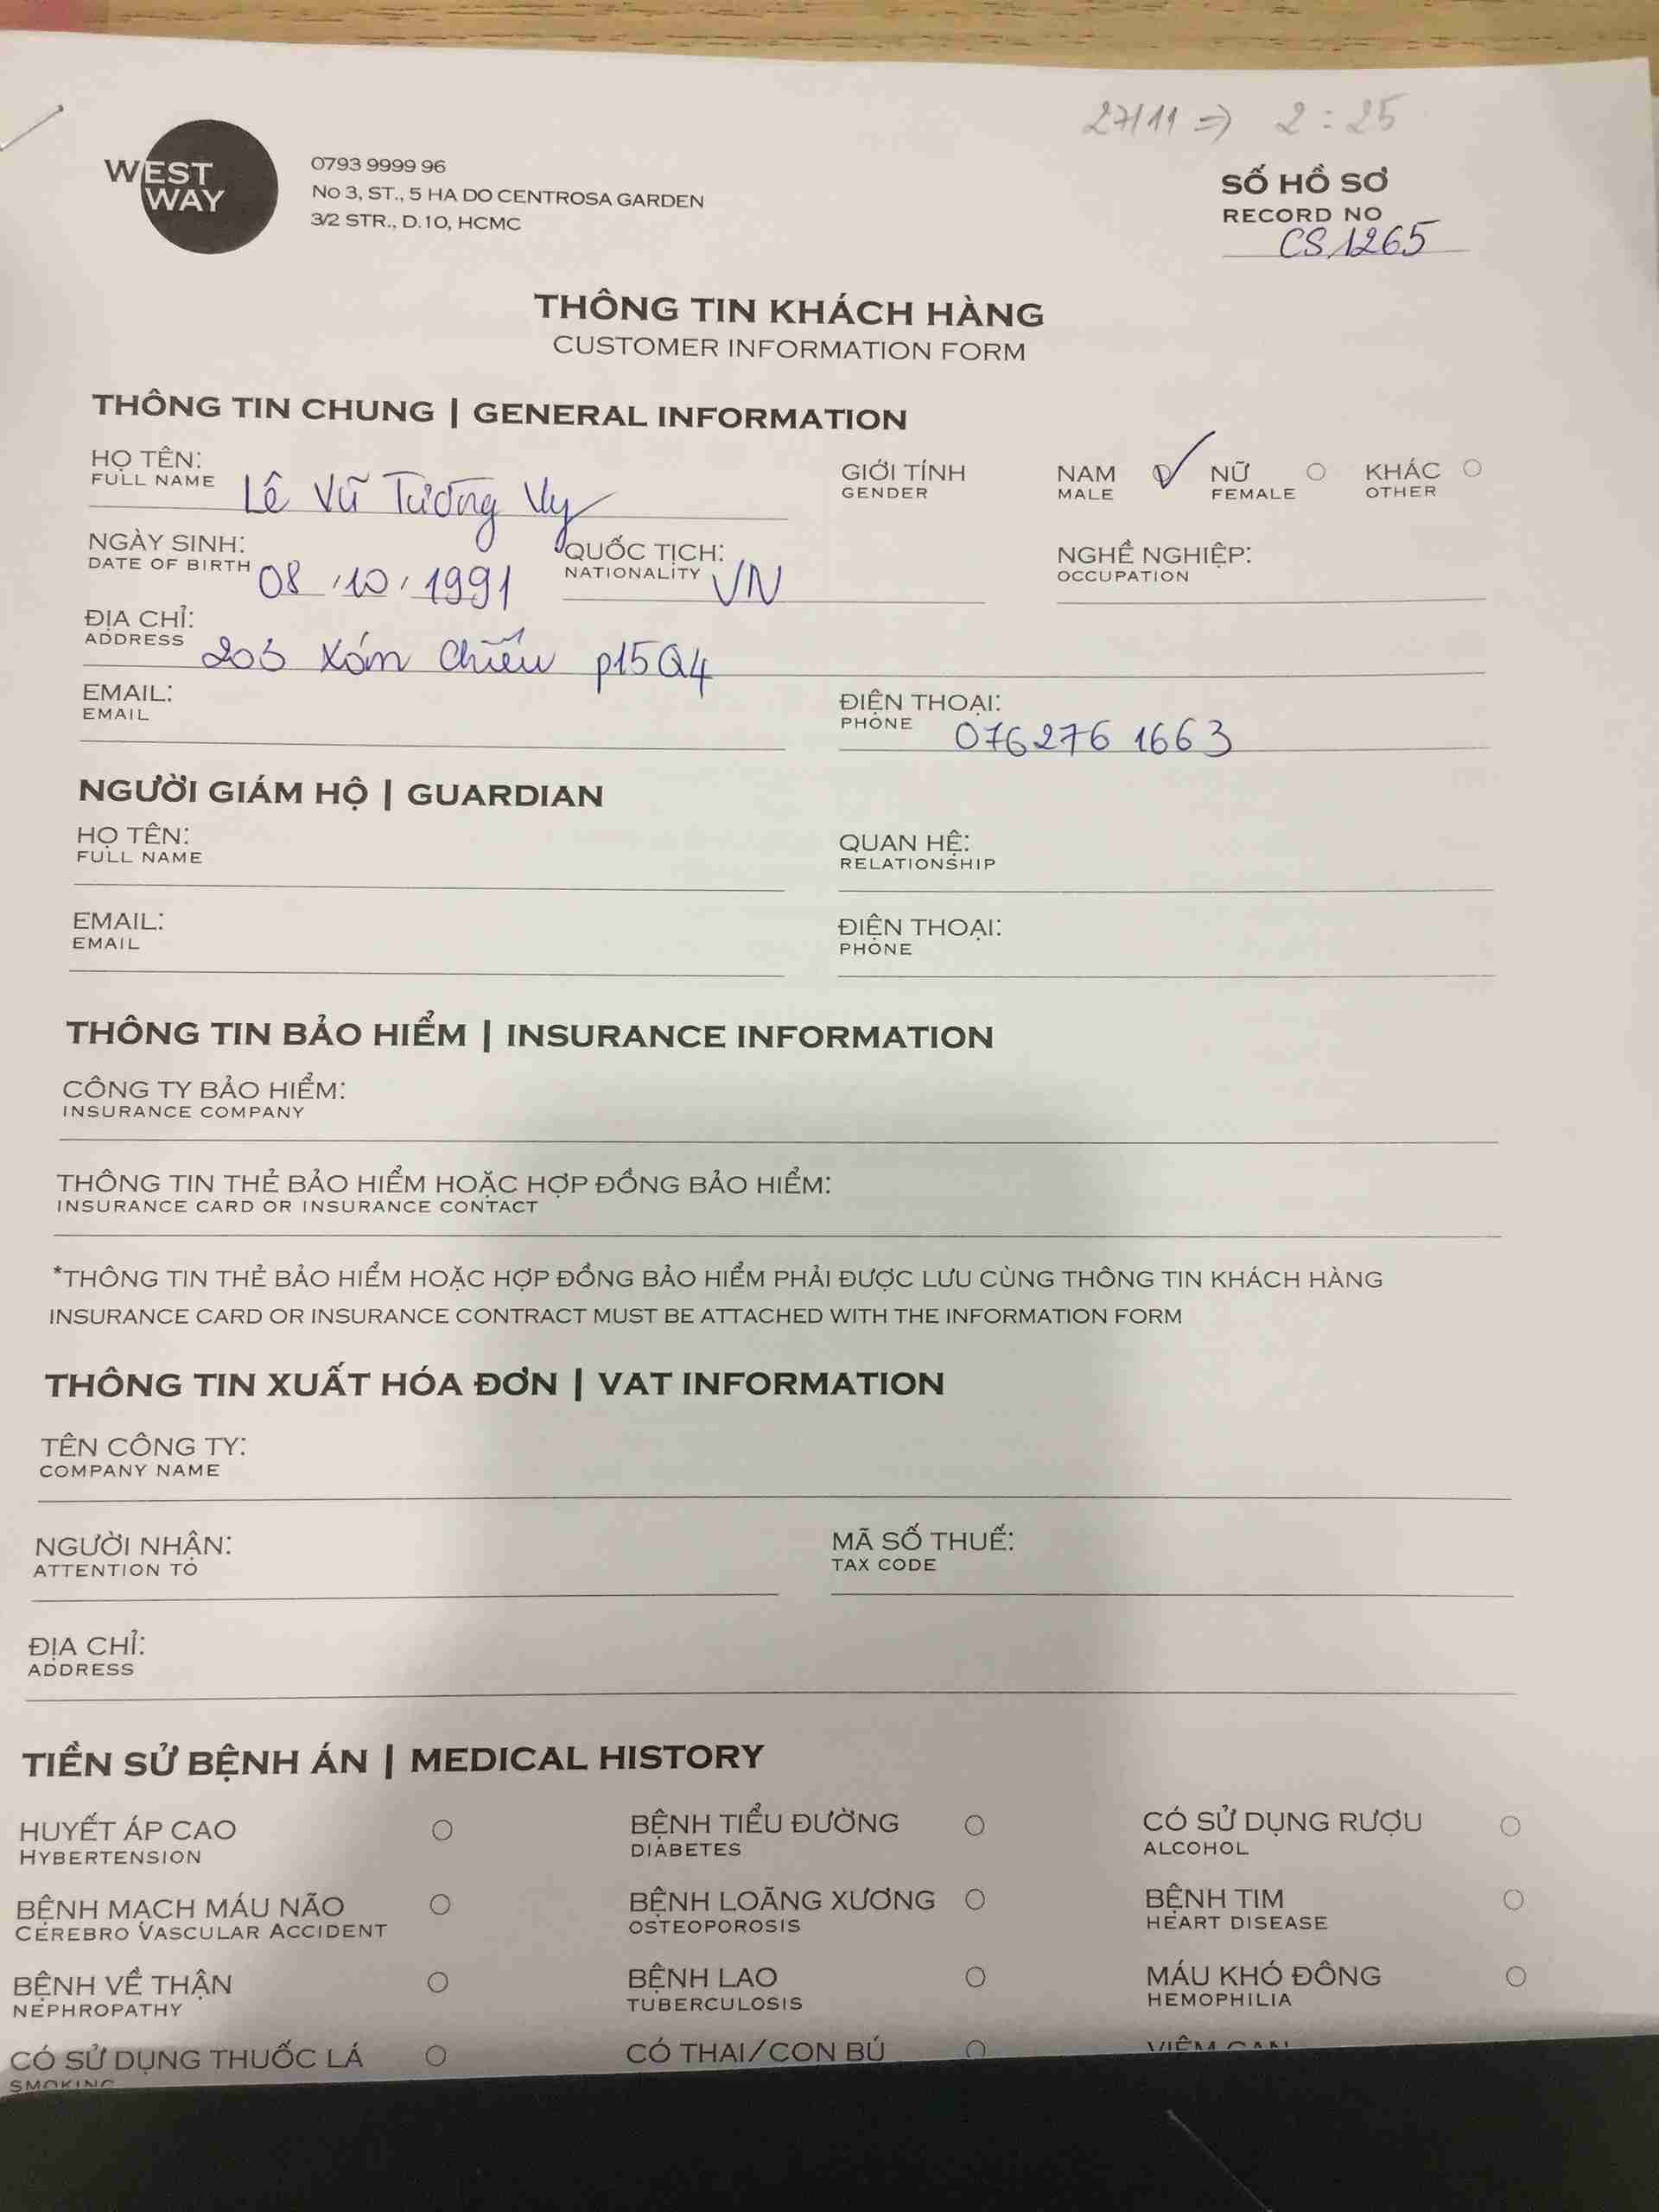 27/11 => 2 : 25
WEST
WAY
0793 9999 96
NO 3, ST., 5 HA DO CENTROSA GARDEN
3/2 STR., D.10, HCMC
SỐ HỒ SƠ
RECORD NO
CS 1265
THÔNG TIN KHÁCH HÀNG
CUSTOMER INFORMATION FORM
THÔNG TIN CHUNG | GENERAL INFORMATION
HỌ TÊN: Lê Vũ Tường Vy
FULL NAME
GIỚI TÍNH NAM NỮ KHÁC
GENDER MALE FEMALE OTHER
NGÀY SINH: 08/10/1991 QUỐC TỊCH: VN NGHỀ NGHIỆP:
DATE OF BIRTH NATIONALITY OCCUPATION
ĐỊA CHỈ: Xóm Chiếu p15Q4
ADDRESS
EMAIL: ĐIỆN THOẠI: 076276 1663
EMAIL PHONE
NGƯỜI GIÁM HỘ | GUARDIAN
HỌ TÊN: QUAN HỆ:
FULL NAME RELATIONSHIP
EMAIL: ĐIỆN THOẠI:
EMAIL PHONE
THÔNG TIN BẢO HIỂM | INSURANCE INFORMATION
CÔNG TY BẢO HIỂM:
INSURANCE COMPANY
THÔNG TIN THẺ BẢO HIỂM HOẶC HỢP ĐỒNG BẢO HIỂM:
INSURANCE CARD OR INSURANCE CONTACT
*THÔNG TIN THẺ BẢO HIỂM HOẶC HỢP ĐỒNG BẢO HIỂM PHẢI ĐƯỢC LƯU CÙNG THÔNG TIN KHÁCH HÀNG
INSURANCE CARD OR INSURANCE CONTRACT MUST BE ATTACHED WITH THE INFORMATION FORM
THÔNG TIN XUẤT HÓA ĐƠN | VAT INFORMATION
TÊN CÔNG TY:
COMPANY NAME
NGƯỜI NHẬN: MÃ SỐ THUẾ:
ATTENTION TO TAX CODE
ĐỊA CHỈ:
ADDRESS
TIỀN SỬ BỆNH ÁN | MEDICAL HISTORY
HUYẾT ÁP CAO BỆNH TIỂU ĐƯỜNG CÓ SỬ DỤNG RƯỢU
HYBERTENSION DIABETES ALCOHOL
BỆNH MẠCH MÁU NÃO BỆNH LOÃNG XƯƠNG BỆNH TIM
CEREBRO VASCULAR ACCIDENT OSTEOPOROSIS HEART DISEASE
BỆNH VỀ THẬN BỆNH LAO MÁU KHÓ ĐÔNG
NEPHROPATHY TUBERCULOSIS HEMOPHILIA
CÓ SỬ DỤNG THUỐC LÁ CÓ THAI/CON BÚ VIÊM GAN
SMOKING